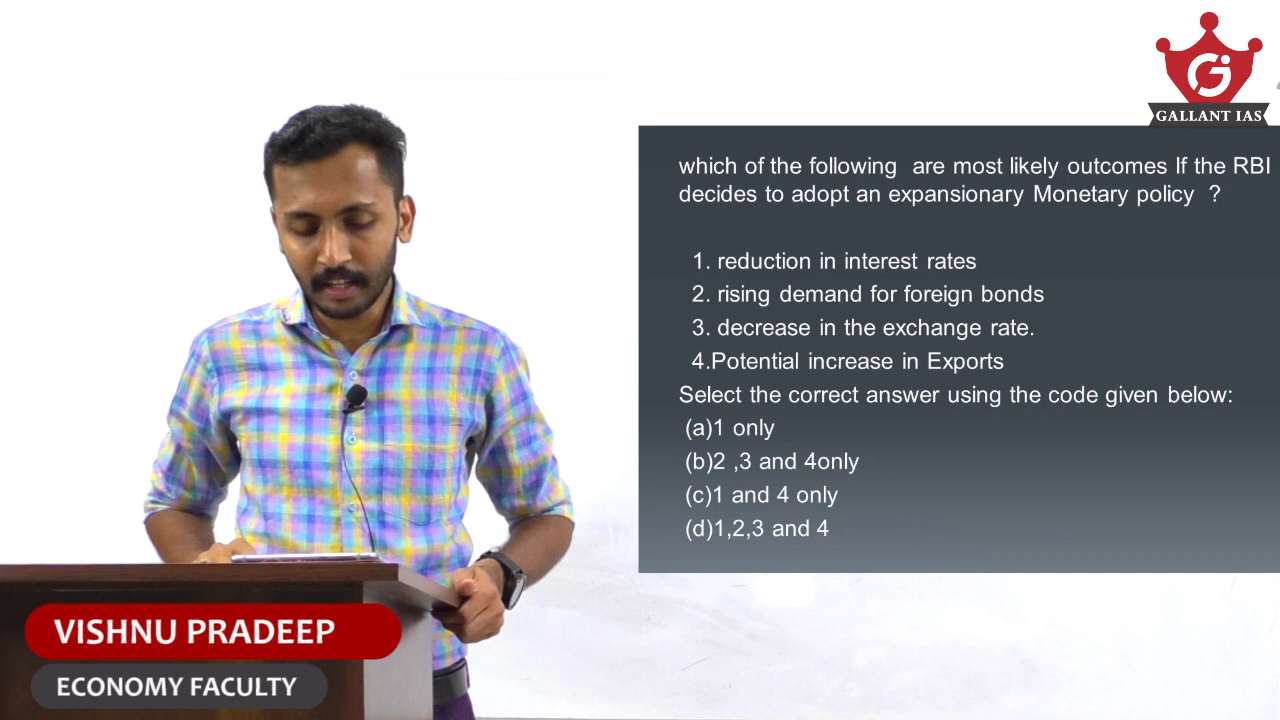 GALLANT IAS
which of the following are most likely outcomes If the RBI
decides to adopt an expansionary Monetary policy ?
1. reduction in interest rates
2. rising demand for foreign bonds
3. decrease in the exchange rate.
4.Potential increase in Exports
Select the correct answer using the code given below:
(a)1 only
(b)2 ,3 and 4only
(c)1 and 4 only
(d)1,2,3 and 4
VISHNU PRADEEP
ECONOMY FACULTY